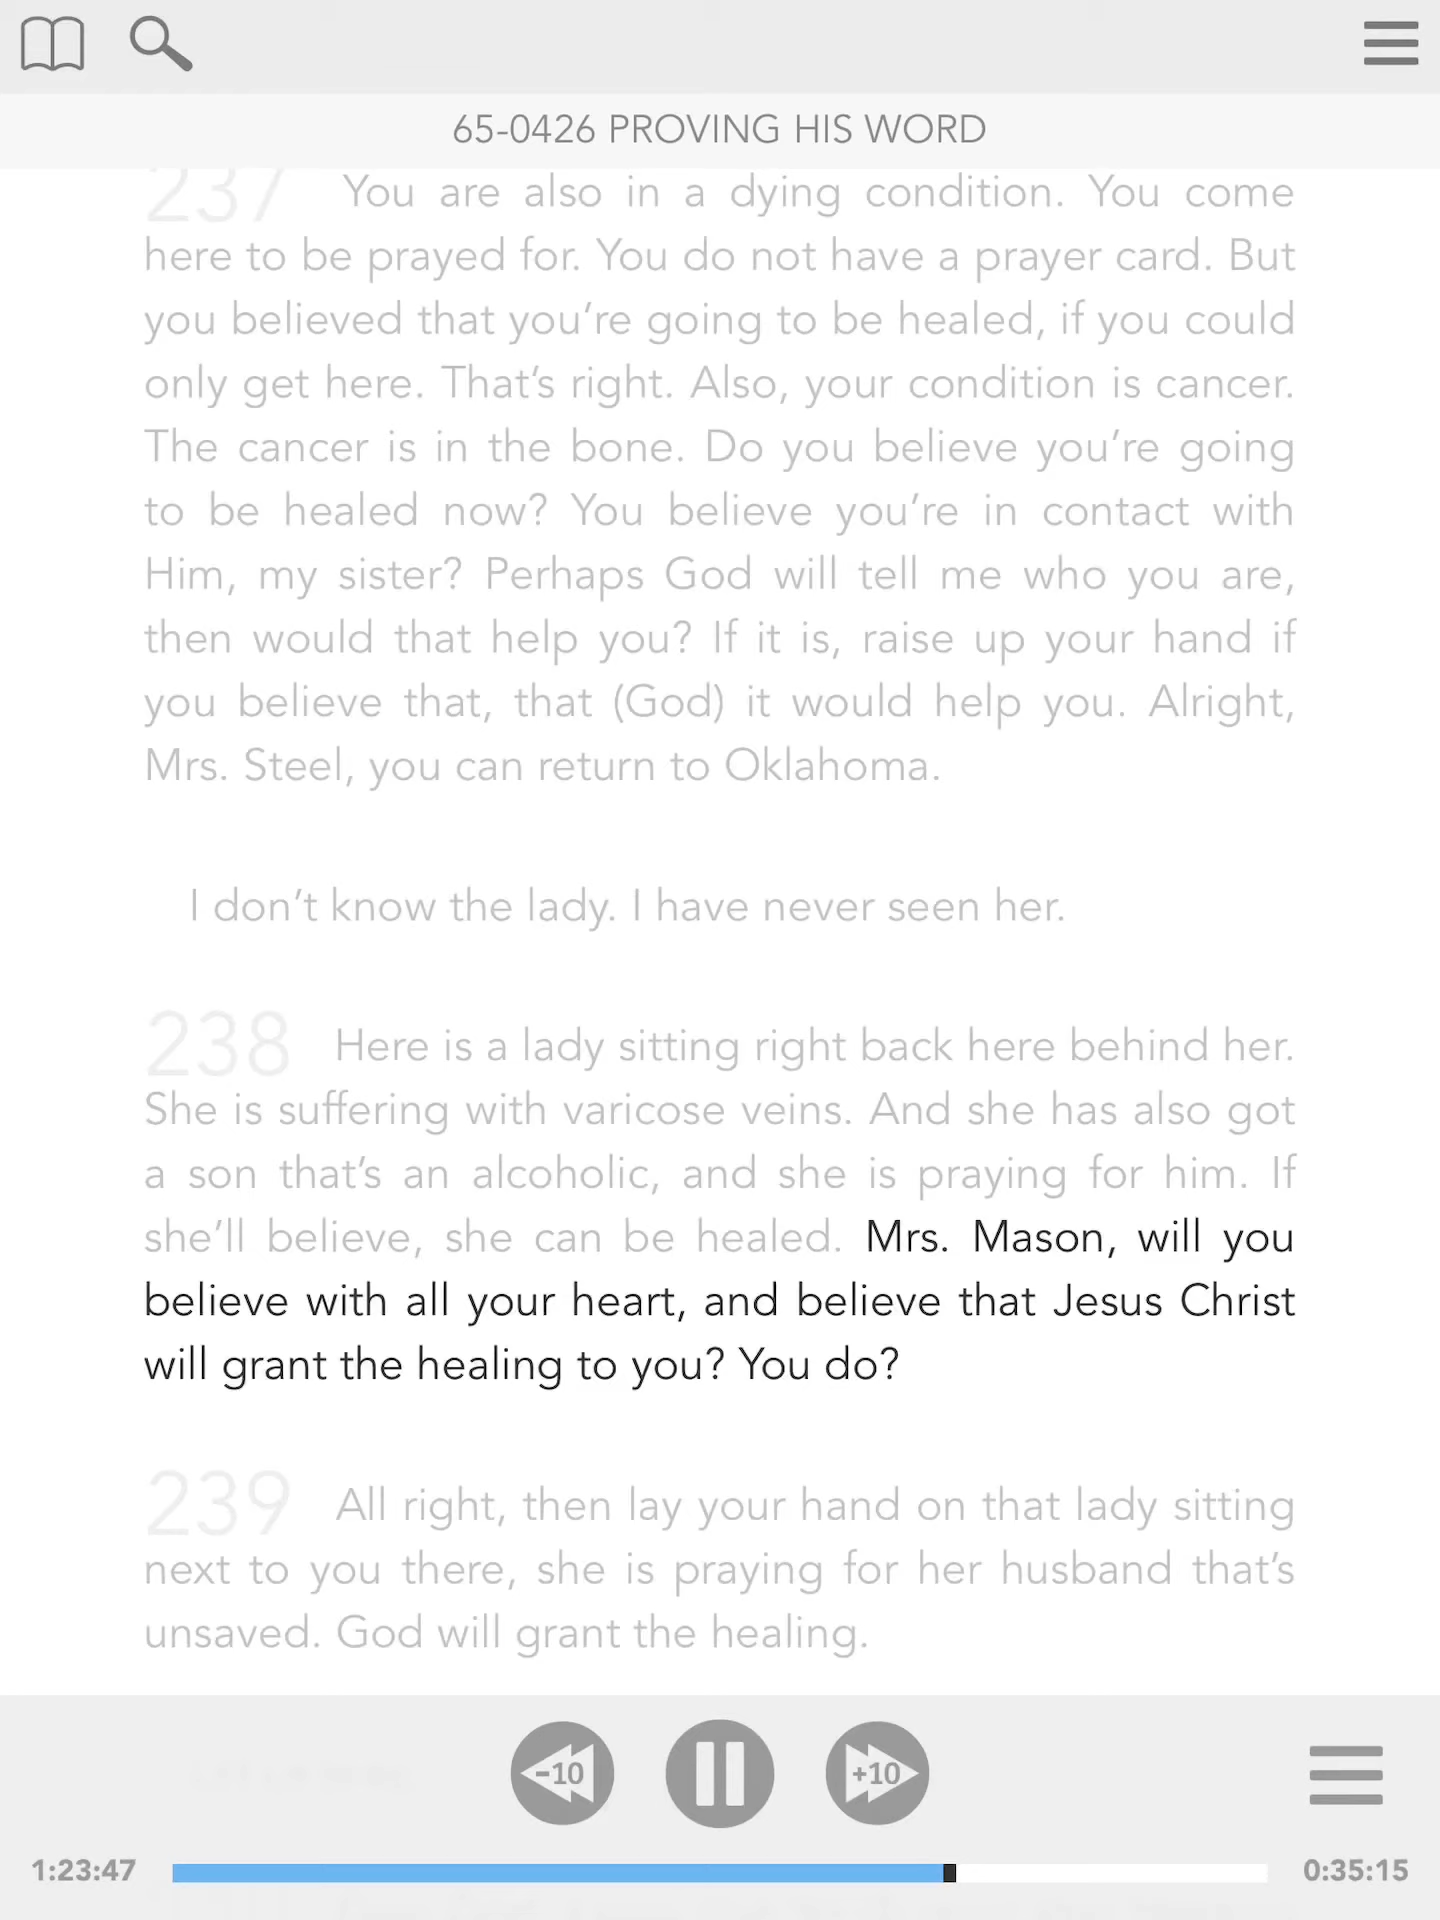 65-0426 PROVING HIS WORD
237 You are also in a dying condition. You come
here to be prayed for. You do not have a prayer card. But
you believed that you’re going to be healed, if you could
only get here. That’s right. Also, your condition is cancer.
The cancer is in the bone. Do you believe you’re going
to be healed now? You believe you’re in contact with
Him, my sister? Perhaps God will tell me who you are,
then would that help you? If it is, raise up your hand if
you believe that, that (God) it would help you. Alright,
Mrs. Steel, you can return to Oklahoma.
I don’t know the lady. I have never seen her.
238 Here is a lady sitting right back here behind her.
She is suffering with varicose veins. And she has also got
a son that’s an alcoholic, and she is praying for him. If
she’ll believe, she can be healed. Mrs. Mason, will you
believe with all your heart, and believe that Jesus Christ
will grant the healing to you? You do?
239 All right, then lay your hand on that lady sitting
next to you there, she is praying for her husband that’s
unsaved. God will grant the healing.
-10 +10
1:23:47 0:35:15